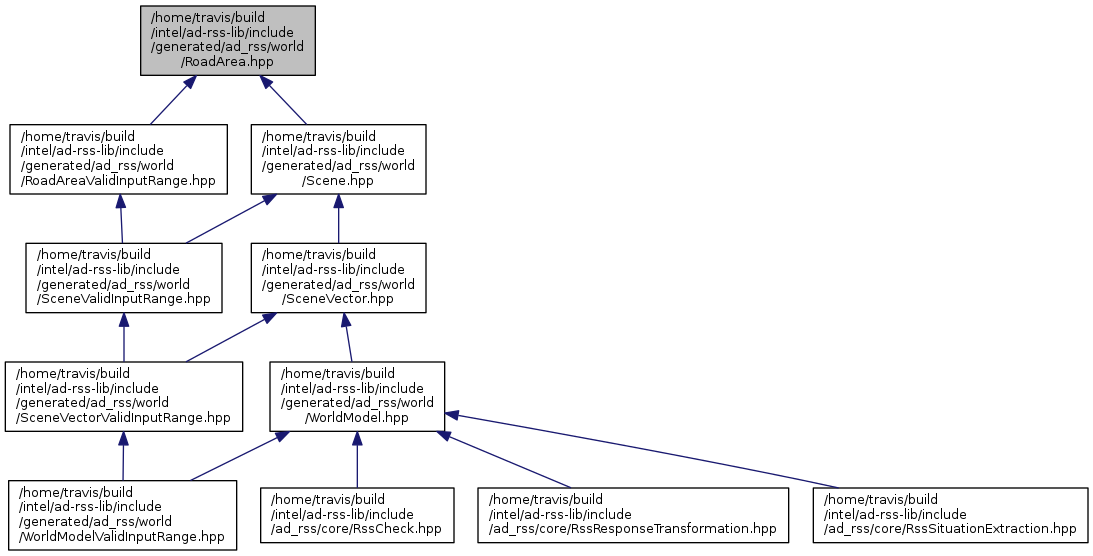 /home/travis/build
/intel/ad-rss-lib/include
/generated/ad_rss/world
/RoadArea.hpp
/home/travis/build
/intel/ad-rss-lib/include
/generated/ad_rss/world
/RoadAreaValidInputRange.hpp
/home/travis/build
/intel/ad-rss-lib/include
/generated/ad_rss/world
/Scene.hpp
/home/travis/build
/intel/ad-rss-lib/include
/generated/ad_rss/world
/SceneValidInputRange.hpp
/home/travis/build
/intel/ad-rss-lib/include
/generated/ad_rss/world
/SceneVector.hpp
/home/travis/build
/intel/ad-rss-lib/include
/generated/ad_rss/world
/SceneVectorValidInputRange.hpp
/home/travis/build
/intel/ad-rss-lib/include
/generated/ad_rss/world
/WorldModel.hpp
/home/travis/build
/intel/ad-rss-lib/include
/generated/ad_rss/world
/WorldModelValidInputRange.hpp
/home/travis/build
/intel/ad-rss-lib/include
/ad_rss/core/RssCheck.hpp
/home/travis/build
/intel/ad-rss-lib/include
/ad_rss/core/RssResponseTransformation.hpp
/home/travis/build
/intel/ad-rss-lib/include
/ad_rss/core/RssSituationExtraction.hpp